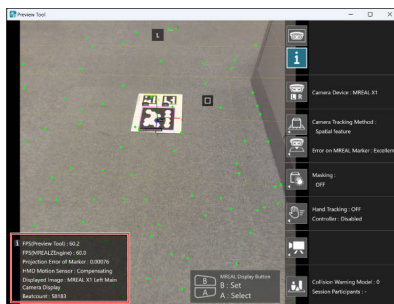 Preview Tool
L
i
L R
Camera Device : MREAL X1
Camera Tracking Method :
Spatial feature
Error on MREAL Marker : Excellent
Masking :
OFF
Hand Tracking : OFF
Controller : Disabled
i FPS(Preview Tool) : 60.2
FPS(MREALZEngine) : 60.0
Projection Error of Marker : 0.00076
HMD Motion Sensor : Compensating
Displayed Image : MREAL X1 Left Main
Camera Display
Bestcount : 58183
MREAL Display Button
B
B : Set
A
A : Select
Collision Warning Model : 0
Session Participants : -